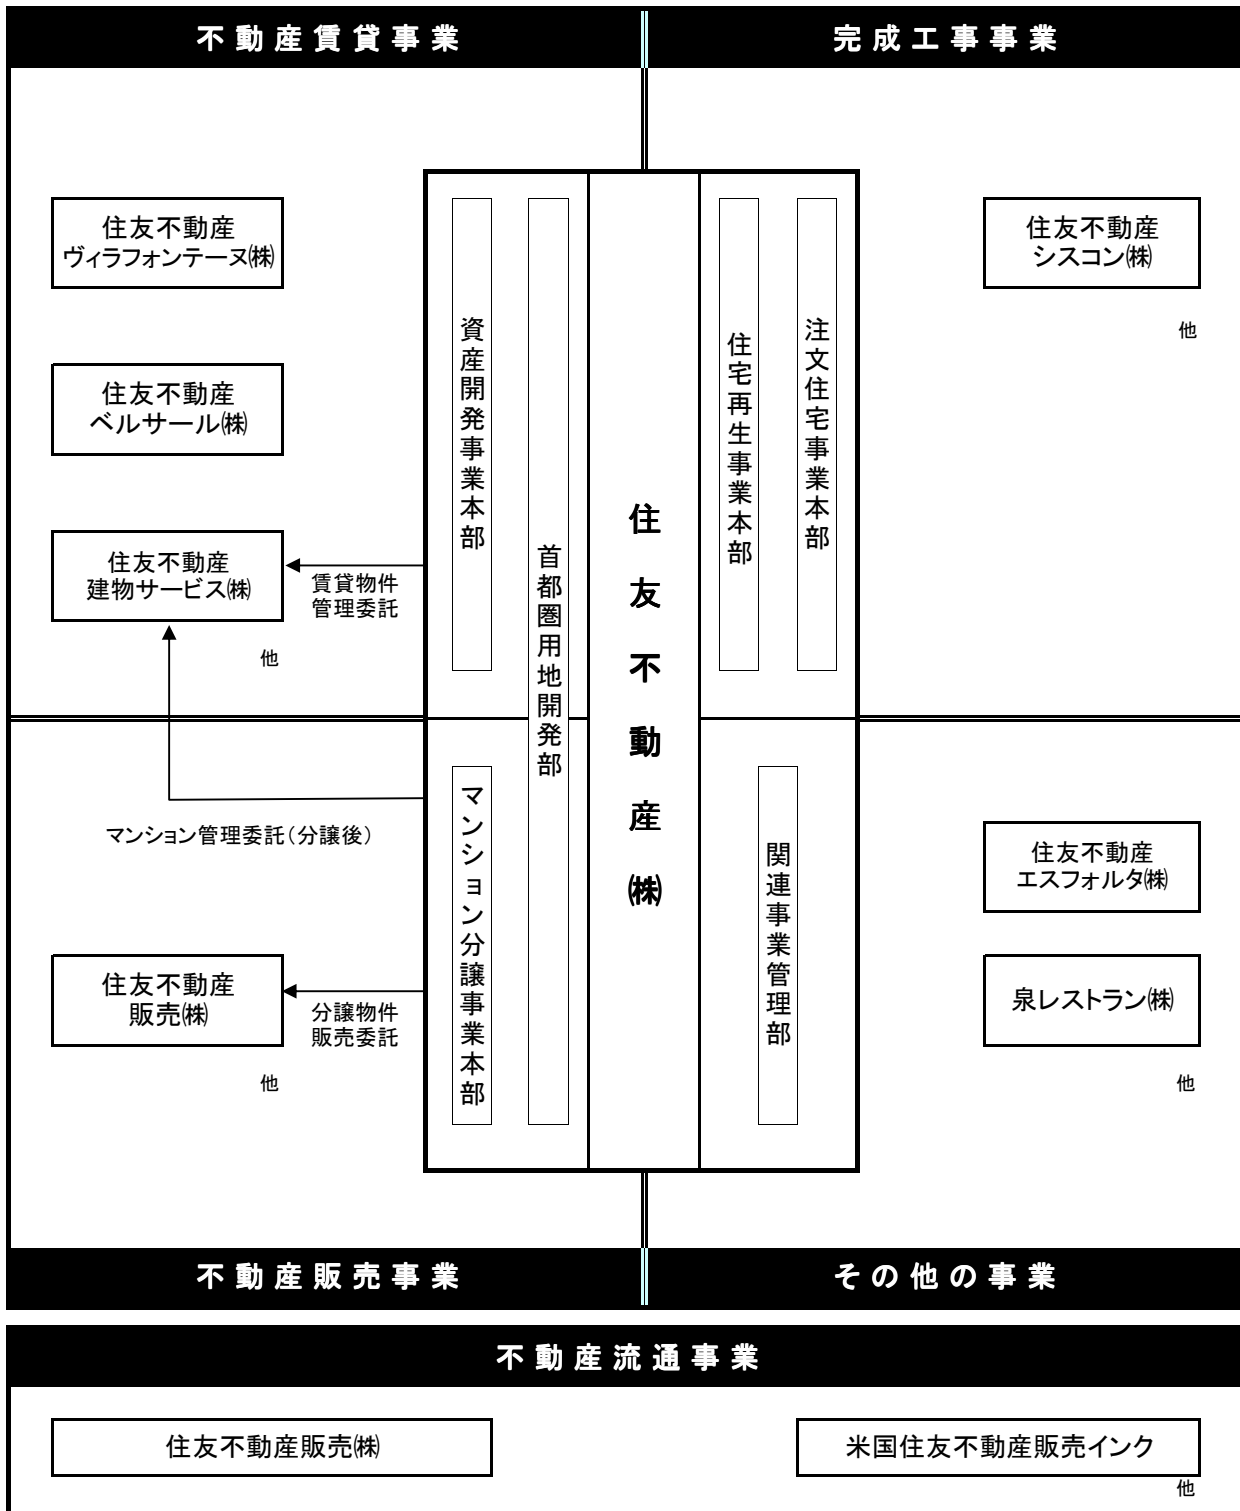 不動産賃貸事業
完成工事事業
住友不動産
ヴィラフォンテーヌ㈱
住友不動産
ベルサール㈱
住友不動産
建物サービス㈱
他
賃貸物件
管理委託
資産開発事業本部
首都圏用地開発部
住友不動産㈱
住宅再生事業本部
注文住宅事業本部
住友不動産
シスコン㈱
他
マンション管理委託（分譲後）
住友不動産
販売㈱
他
分譲物件
販売委託
マンション分譲事業本部
関連事業管理部
住友不動産
エスフォルタ㈱
泉レストラン㈱
他
不動産販売事業
その他の事業
不動産流通事業
住友不動産販売㈱
米国住友不動産販売インク
他